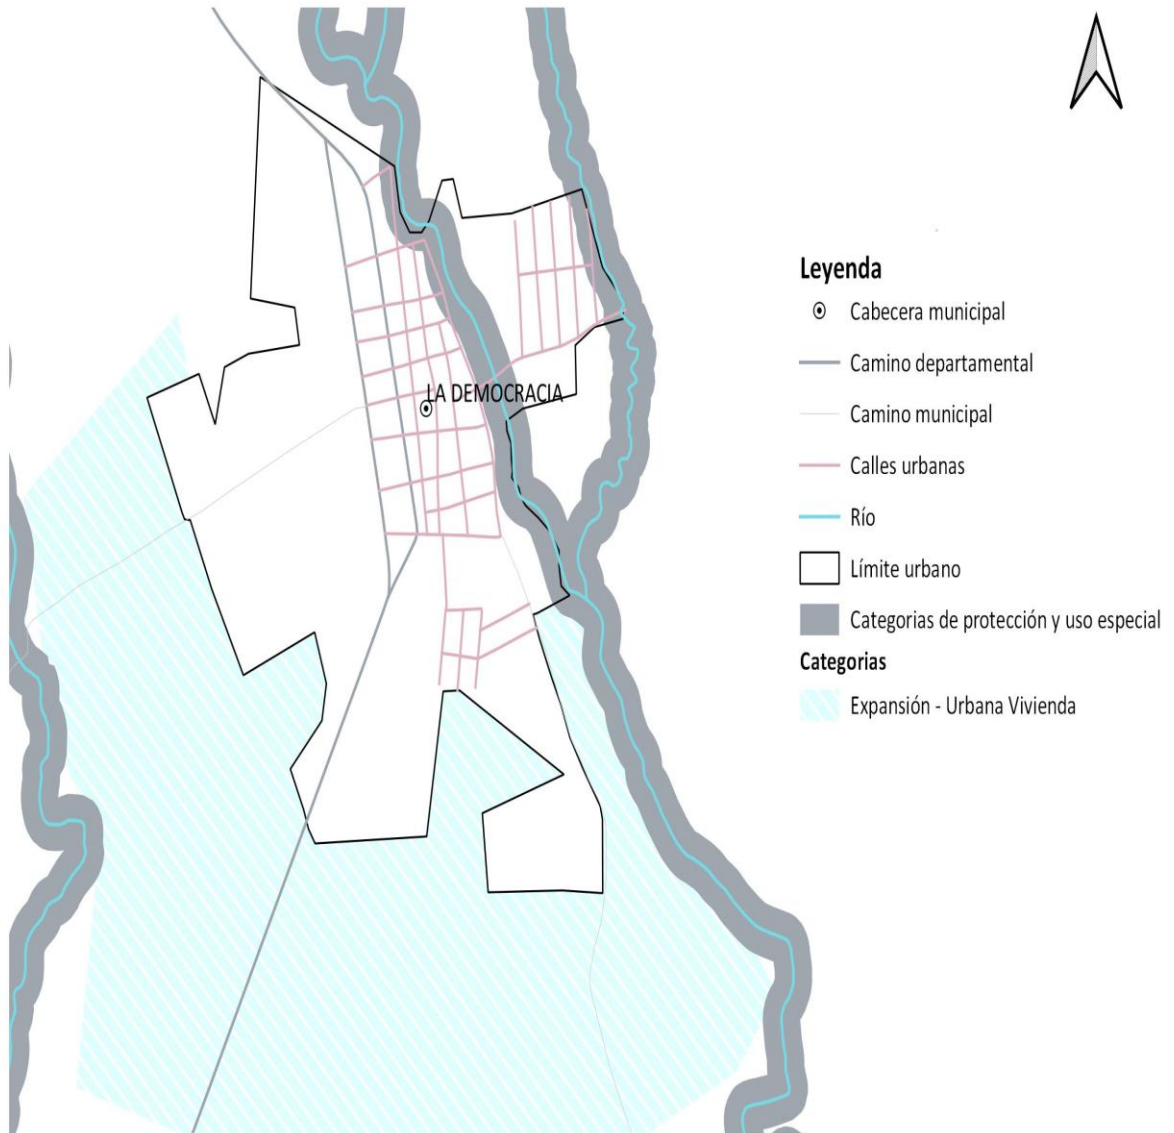 LA DEMOCRACIA
Leyenda
Cabecera municipal
Camino departamental
Camino municipal
Calles urbanas
Río
Límite urbano
Categorias de protección y uso especial
Categorias
Expansión - Urbana Vivienda